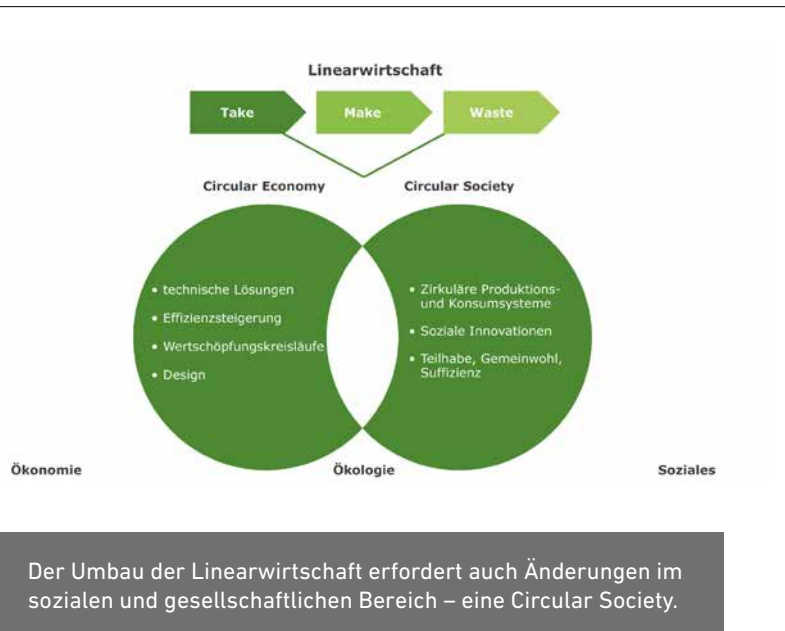 Linearwirtschaft
Take
Make
Waste
Circular Economy
Circular Society
• technische Lösungen
• Effizienzsteigerung
• Wertschöpfungskreisläufe
• Design
• Zirkuläre Produktions-
und Konsumsysteme
• Soziale Innovationen
• Teilhabe, Gemeinwohl,
Suffizienz
Ökonomie
Ökologie
Soziales
Der Umbau der Linearwirtschaft erfordert auch Änderungen im
sozialen und gesellschaftlichen Bereich – eine Circular Society.